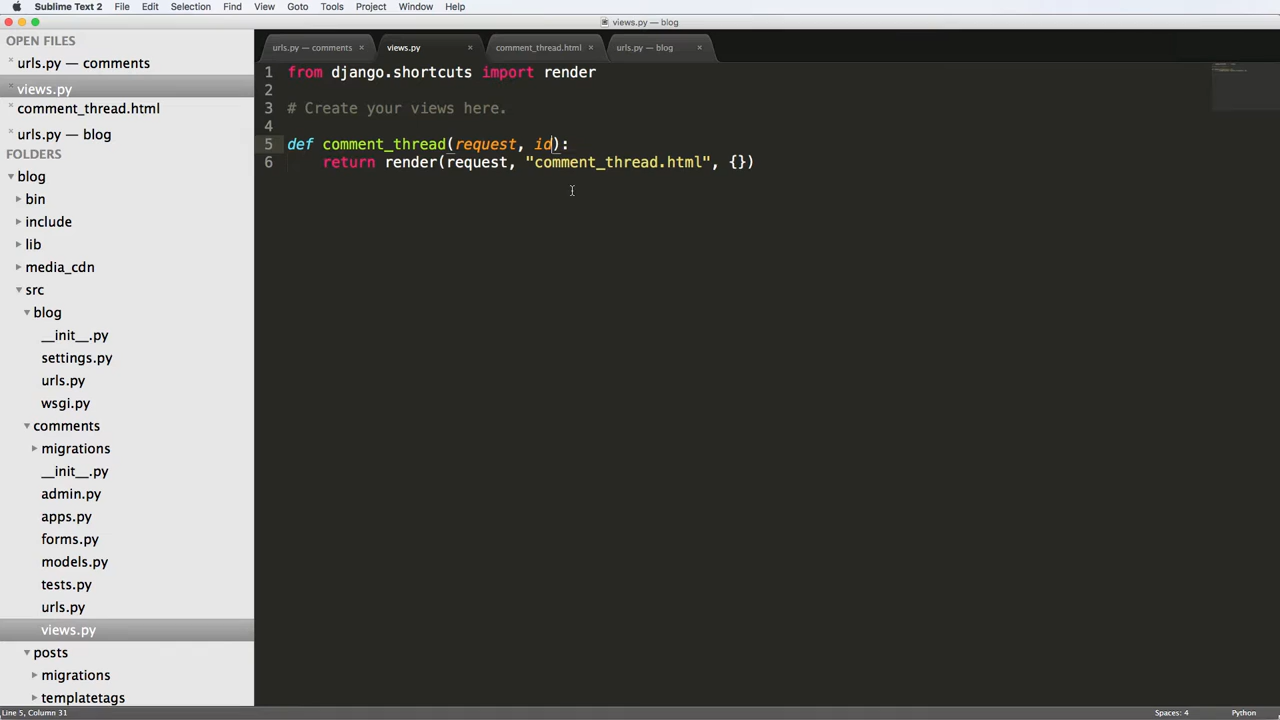 Sublime Text 2 File Edit Selection Find View Goto Tools Project Window Help
views.py — blog
OPEN FILES
urls.py — comments
views.py
comment_thread.html
urls.py — blog
FOLDERS
blog
bin
include
lib
media_cdn
src
blog
__init__.py
settings.py
urls.py
wsgi.py
comments
migrations
__init__.py
admin.py
apps.py
forms.py
models.py
tests.py
urls.py
views.py
posts
migrations
templatetags
urls.py — comments views.py comment_thread.html urls.py — blog
1 from django.shortcuts import render
2
3 # Create your views here.
4
5 def comment_thread(request, id):
6 return render(request, "comment_thread.html", {})
Line 5, Column 31 Spaces: 4 Python